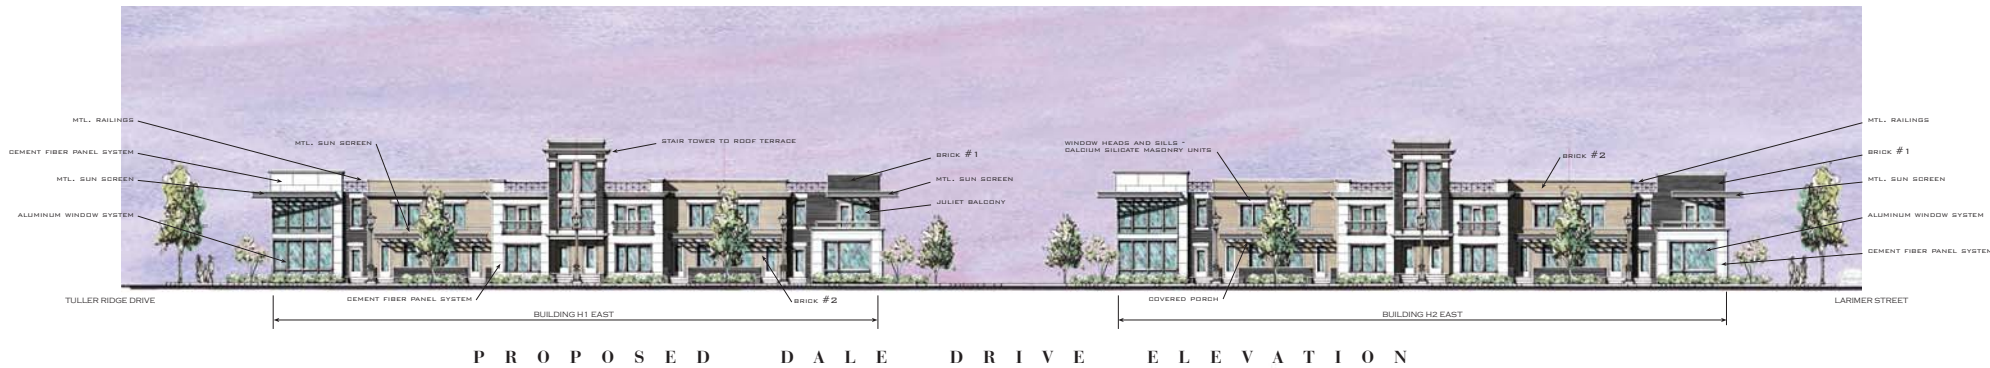 MTL. RAILINGS
CEMENT FIBER PANEL SYSTEM
MTL. SUN SCREEN
ALUMINUM WINDOW SYSTEM
MTL. SUN SCREEN
STAIR TOWER TO ROOF TERRACE
BRICK #1
MTL. SUN SCREEN
JULIET BALCONY
WINDOW HEADS AND SILLS -
CALCIUM SILICATE MASONRY UNITS
BRICK #2
MTL. RAILINGS
BRICK #1
MTL. SUN SCREEN
ALUMINUM WINDOW SYSTEM
CEMENT FIBER PANEL SYSTEM
TULLER RIDGE DRIVE
CEMENT FIBER PANEL SYSTEM
BRICK #2
COVERED PORCH
LARIMER STREET
BUILDING H1 EAST
BUILDING H2 EAST
PROPOSED DALE DRIVE ELEVATION